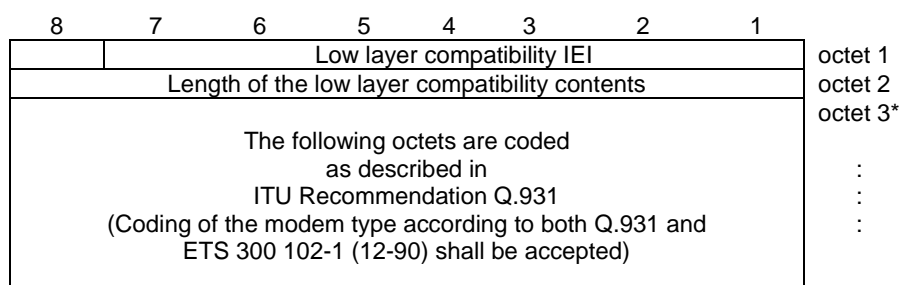 8 7 6 5 4 3 2 1
Low layer compatibility IEI octet 1
Length of the low layer compatibility contents octet 2
octet 3*
The following octets are coded
as described in :
ITU Recommendation Q.931 :
(Coding of the modem type according to both Q.931 and :
ETS 300 102-1 (12-90) shall be accepted)